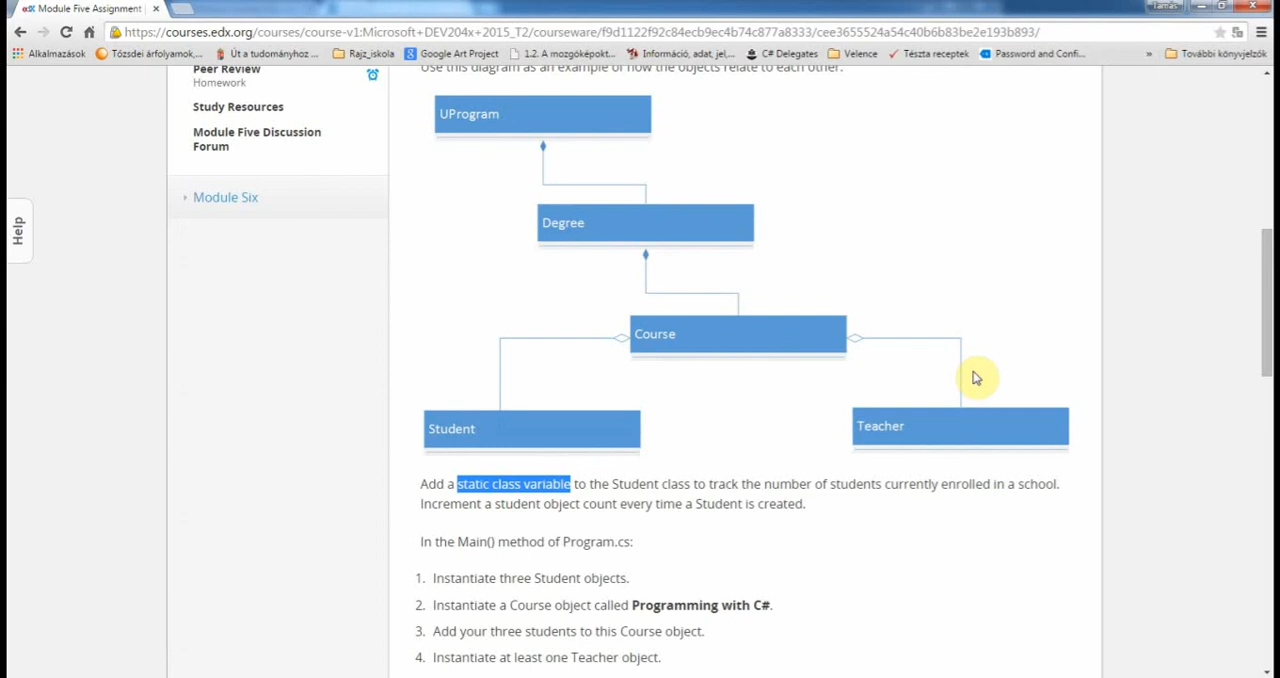 Module Five Assignment
Tamás
https://courses.edx.org/courses/course-v1:Microsoft+DEV204x+2015_T2/courseware/f9d1122f92c84ecb9ec4b74c877a8333/cee3655524a54c40b6b83be2e193b893/
Alkalmazások Tőzsdei árfolyamok,... Út a tudományhoz ... Rajz_iskola Google Art Project 1.2. A mozgóképokt... Információ, adat, jel,... C# Delegates Velence Tészta receptek Password and Confi... » További könyvjelzők
Peer Review
Homework
Study Resources
Module Five Discussion
Forum
Module Six
Help
Use this diagram as an example of how the objects relate to each other.
UProgram
Degree
Course
Student
Teacher
Add a static class variable to the Student class to track the number of students currently enrolled in a school.
Increment a student object count every time a Student is created.
In the Main() method of Program.cs:
1. Instantiate three Student objects.
2. Instantiate a Course object called Programming with C#.
3. Add your three students to this Course object.
4. Instantiate at least one Teacher object.